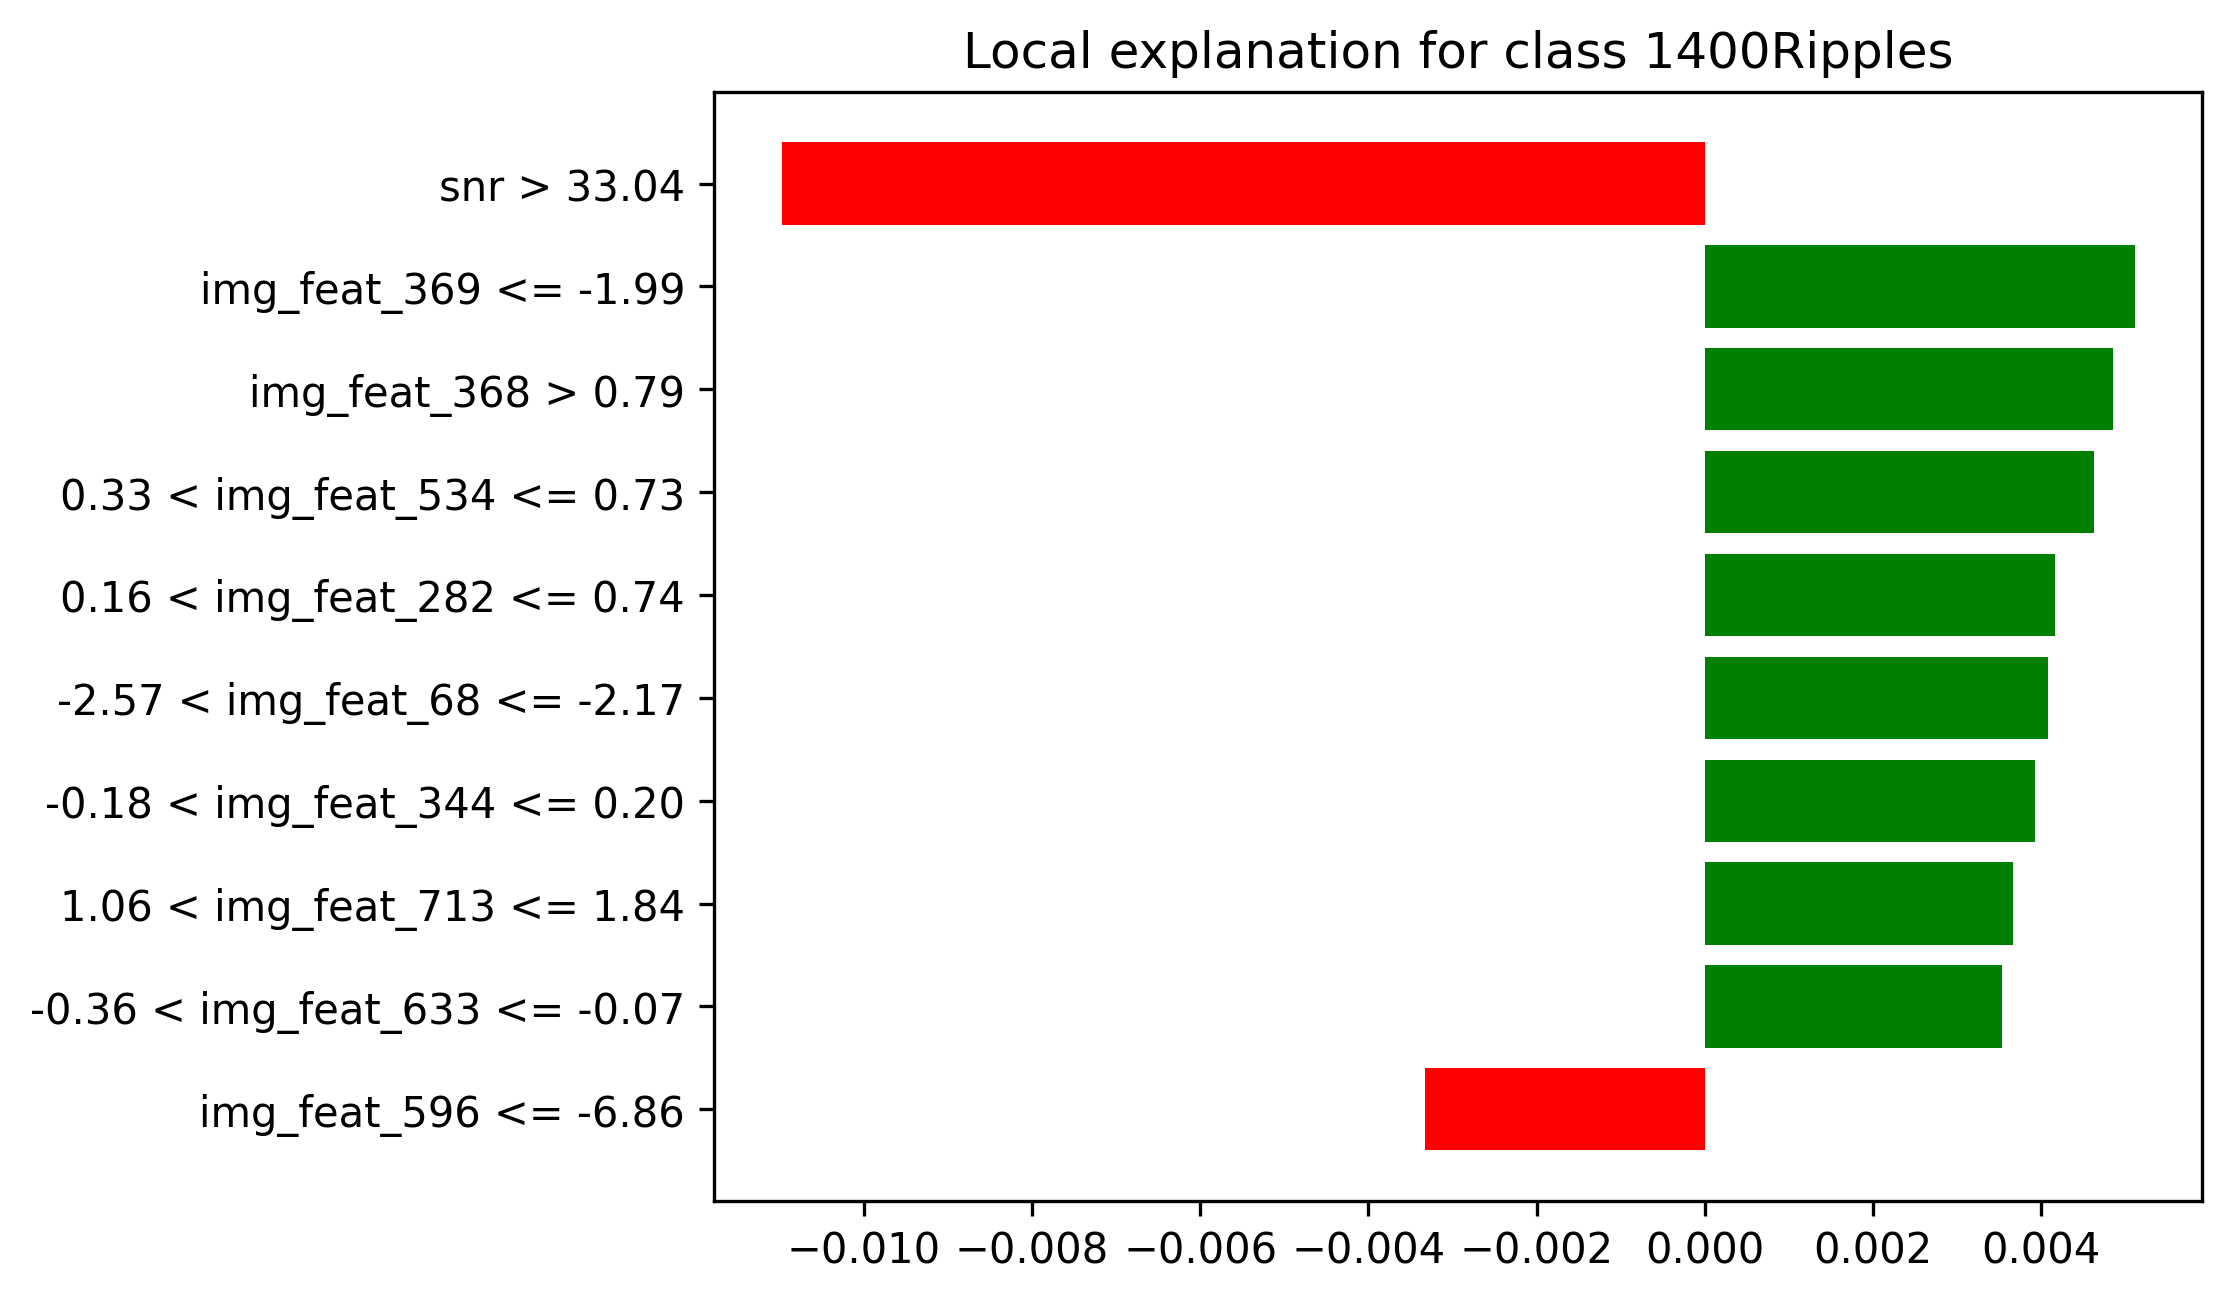 Local explanation for class 1400Ripples
snr > 33.04
img_feat_369 <= -1.99
img_feat_368 > 0.79
0.33 < img_feat_534 <= 0.73
0.16 < img_feat_282 <= 0.74
-2.57 < img_feat_68 <= -2.17
-0.18 < img_feat_344 <= 0.20
1.06 < img_feat_713 <= 1.84
-0.36 < img_feat_633 <= -0.07
img_feat_596 <= -6.86
−0.010 −0.008 −0.006 −0.004 −0.002 0.000 0.002 0.004